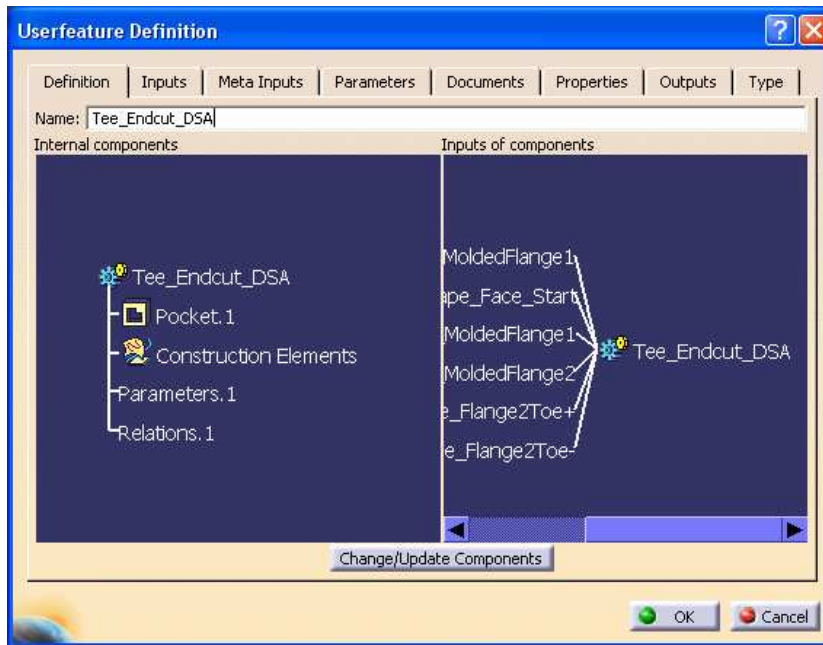 Userfeature Definition
Definition Inputs Meta Inputs Parameters Documents Properties Outputs Type
Name: Tee_Endcut_DSA
Internal components
Tee_Endcut_DSA
Pocket.1
Construction Elements
Parameters.1
Relations.1
Inputs of components
MoldedFlange1
ape_Face_Start
MoldedFlange1
MoldedFlange2
e_Flange2Toe+
e_Flange2Toe-
Tee_Endcut_DSA
Change/Update Components
OK Cancel